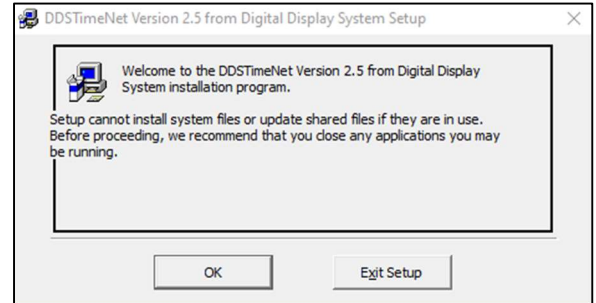 DDSTimeNet Version 2.5 from Digital Display System Setup
Welcome to the DDSTimeNet Version 2.5 from Digital Display
System installation program.
Setup cannot install system files or update shared files if they are in use.
Before proceeding, we recommend that you close any applications you may
be running.
OK
Exit Setup